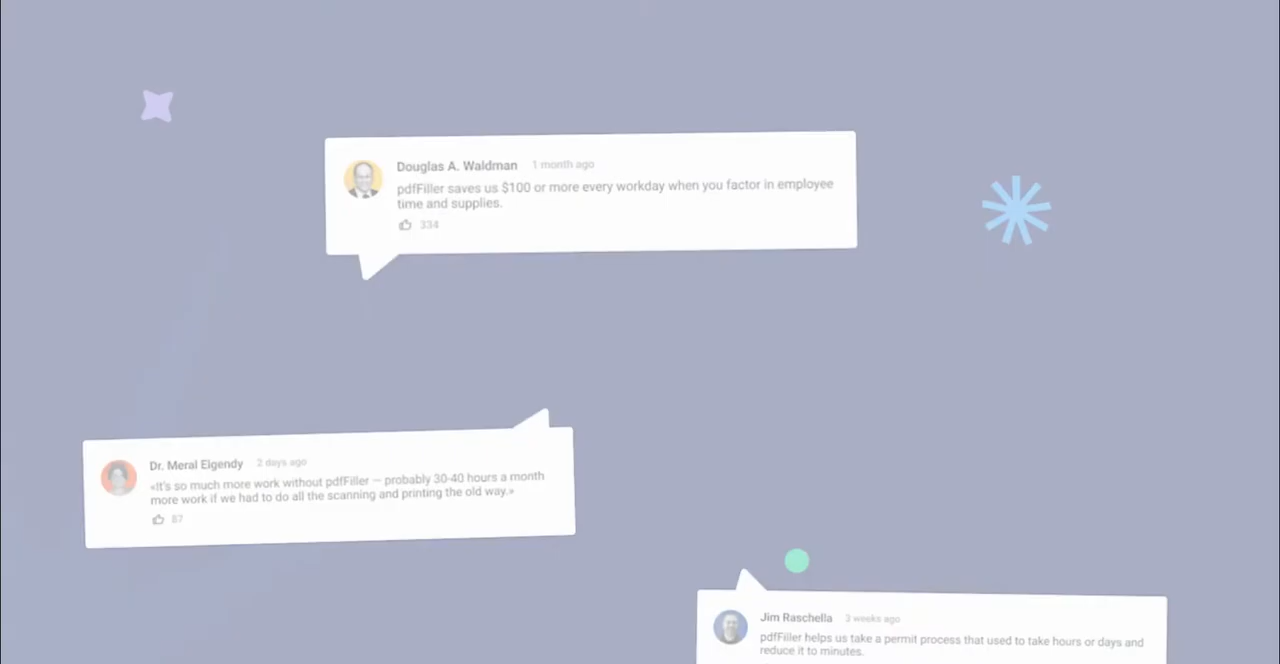 Douglas A. Waldman 1 month ago
pdfFiller saves us $100 or more every workday when you factor in employee
time and supplies.
334
Dr. Meral Elgendy 2 days ago
«It's so much more work without pdfFiller — probably 30-40 hours a month
more work if we had to do all the scanning and printing the old way.»
87
Jim Raschella 2 weeks ago
pdfFiller helps us take a permit process that used to take hours or days and
reduce it to minutes.